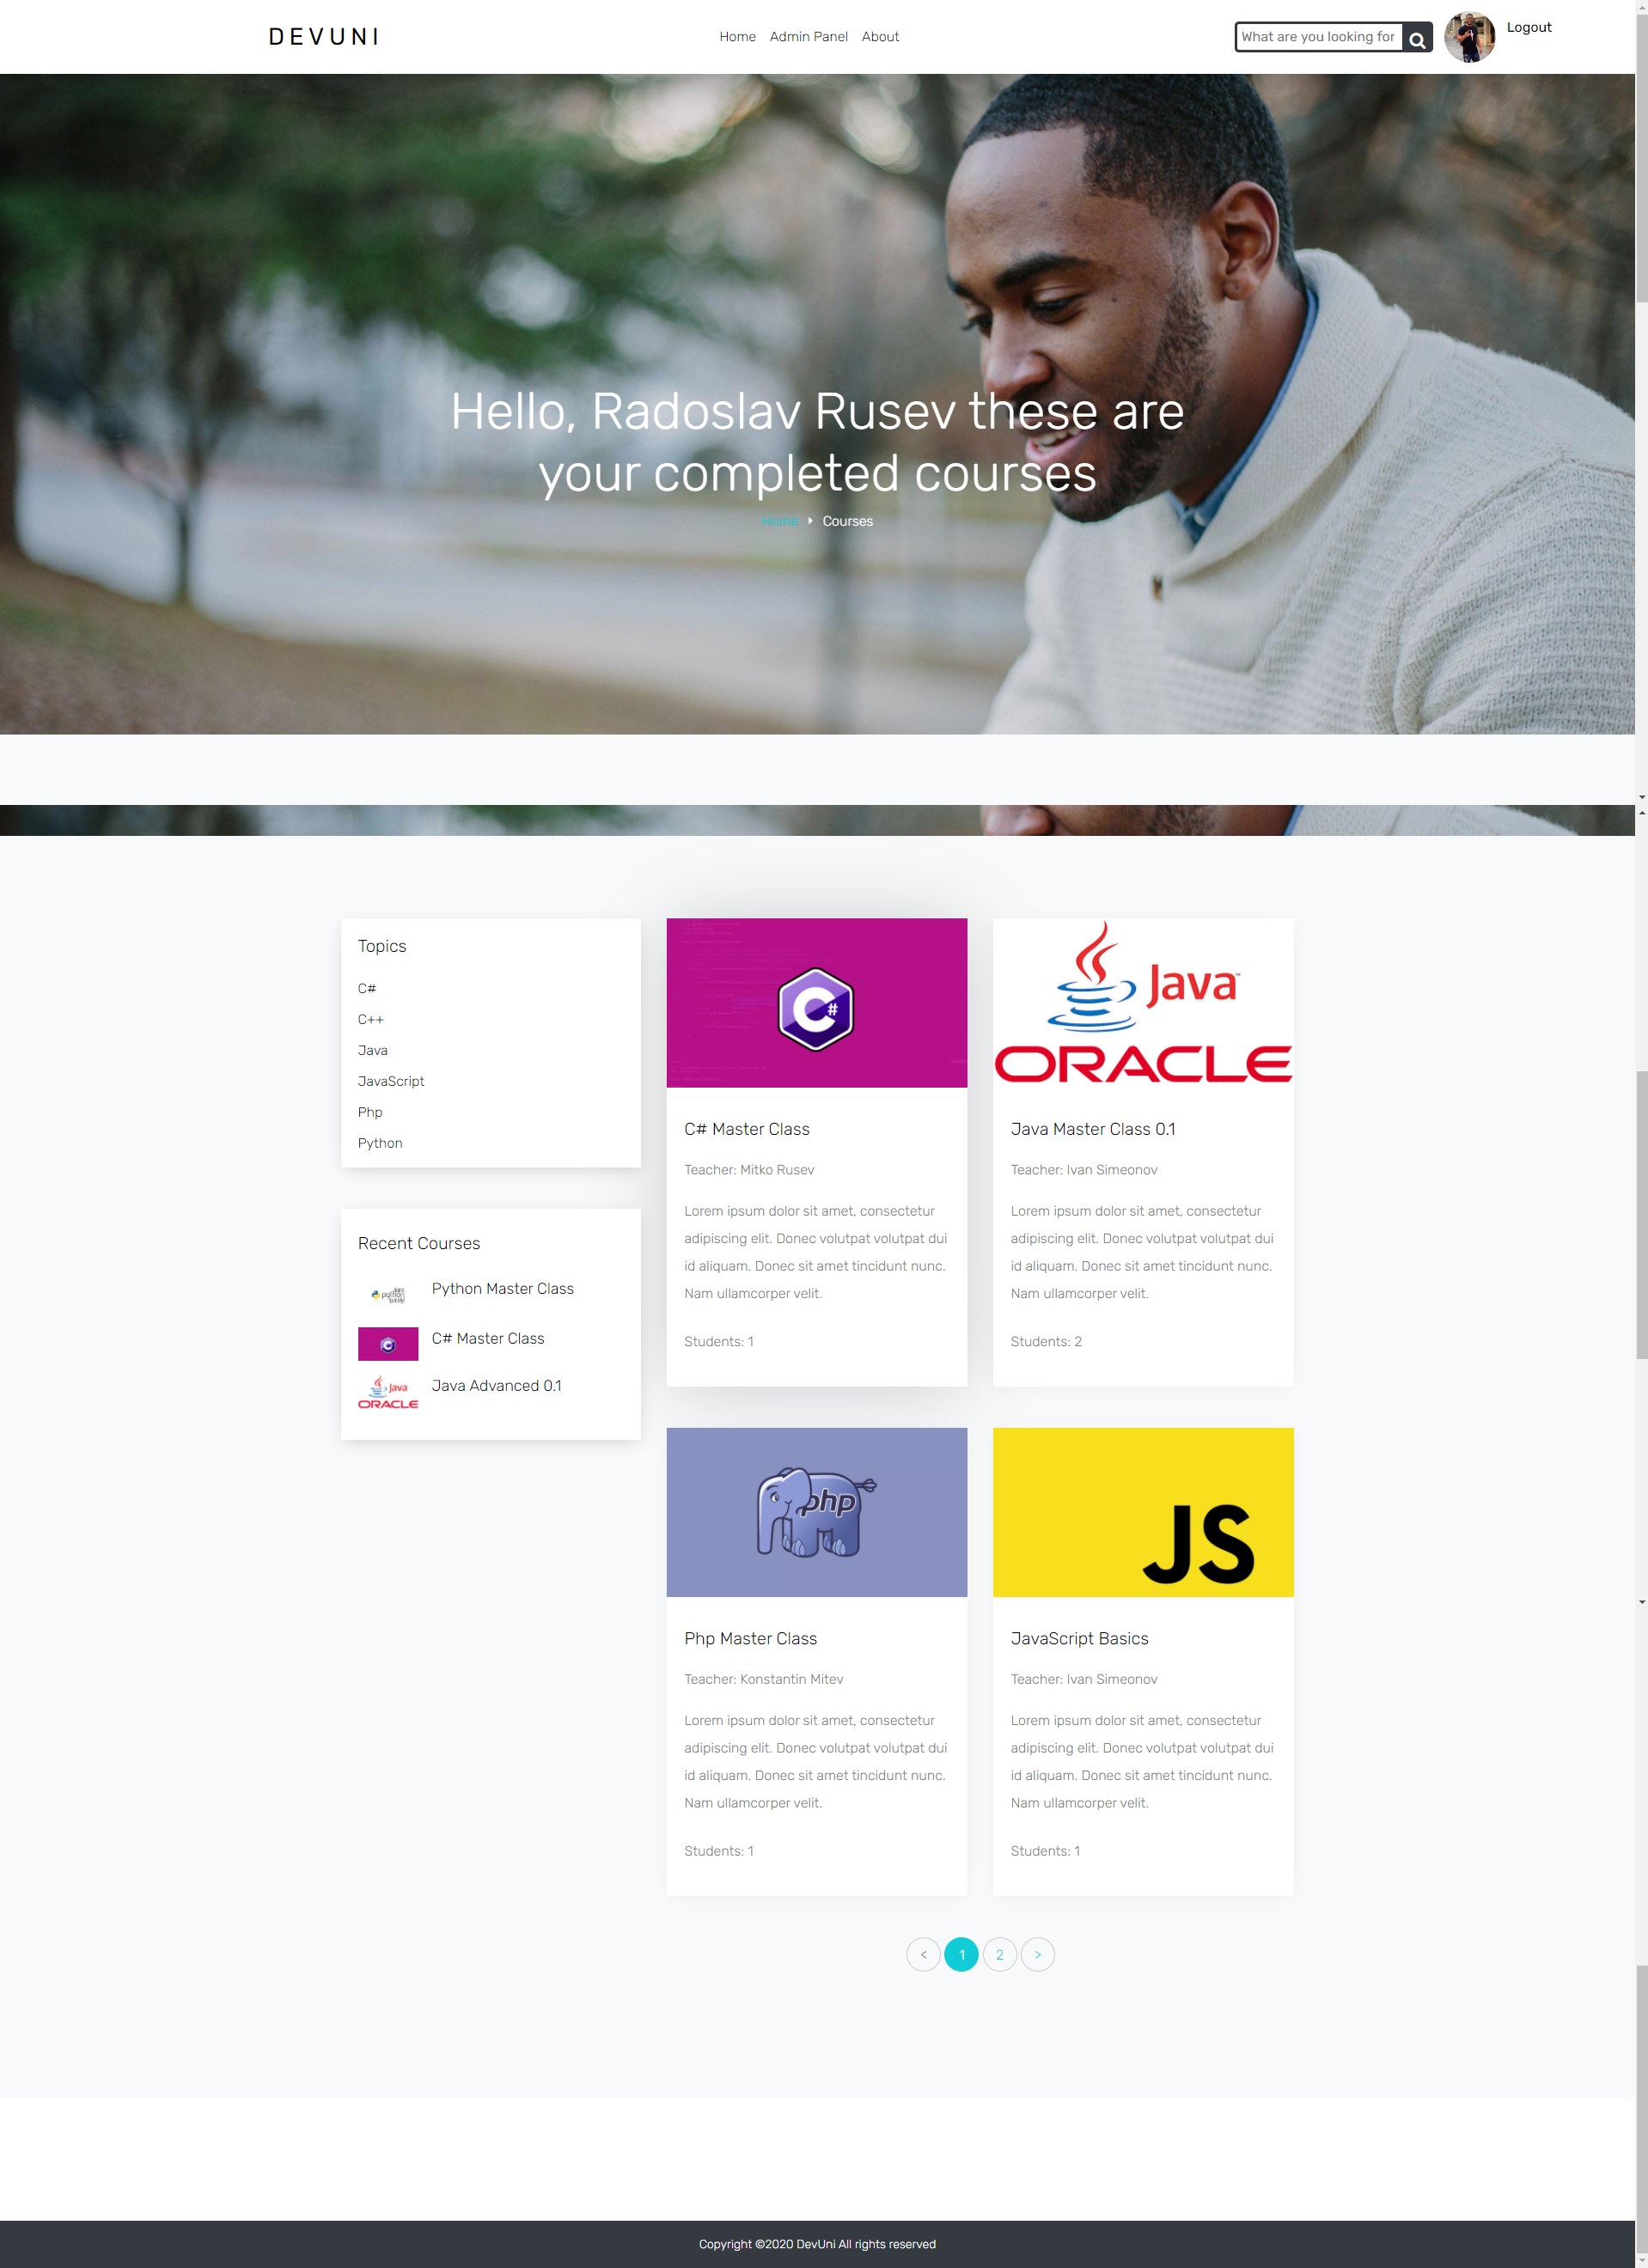 DEVUNI
Home Admin Panel About
What are you looking for
Logout
Hello, Radoslav Rusev these are
your completed courses
Home Courses
Topics
C#
C++
Java
JavaScript
Php
Python
Recent Courses
python
Python Master Class
C
C# Master Class
Java
ORACLE
Java Advanced 0.1
C#
C# Master Class
Teacher: Mitko Rusev
Lorem ipsum dolor sit amet, consectetur
adipiscing elit. Donec volutpat volutpat dui
id aliquam. Donec sit amet tincidunt nunc.
Nam ullamcorper velit.
Students: 1
Java™
ORACLE
Java Master Class 0.1
Teacher: Ivan Simeonov
Lorem ipsum dolor sit amet, consectetur
adipiscing elit. Donec volutpat volutpat dui
id aliquam. Donec sit amet tincidunt nunc.
Nam ullamcorper velit.
Students: 2
php
Php Master Class
Teacher: Konstantin Mitev
Lorem ipsum dolor sit amet, consectetur
adipiscing elit. Donec volutpat volutpat dui
id aliquam. Donec sit amet tincidunt nunc.
Nam ullamcorper velit.
Students: 1
JS
JavaScript Basics
Teacher: Ivan Simeonov
Lorem ipsum dolor sit amet, consectetur
adipiscing elit. Donec volutpat volutpat dui
id aliquam. Donec sit amet tincidunt nunc.
Nam ullamcorper velit.
Students: 1
< 1 2 >
Copyright ©2020 DevUni All rights reserved